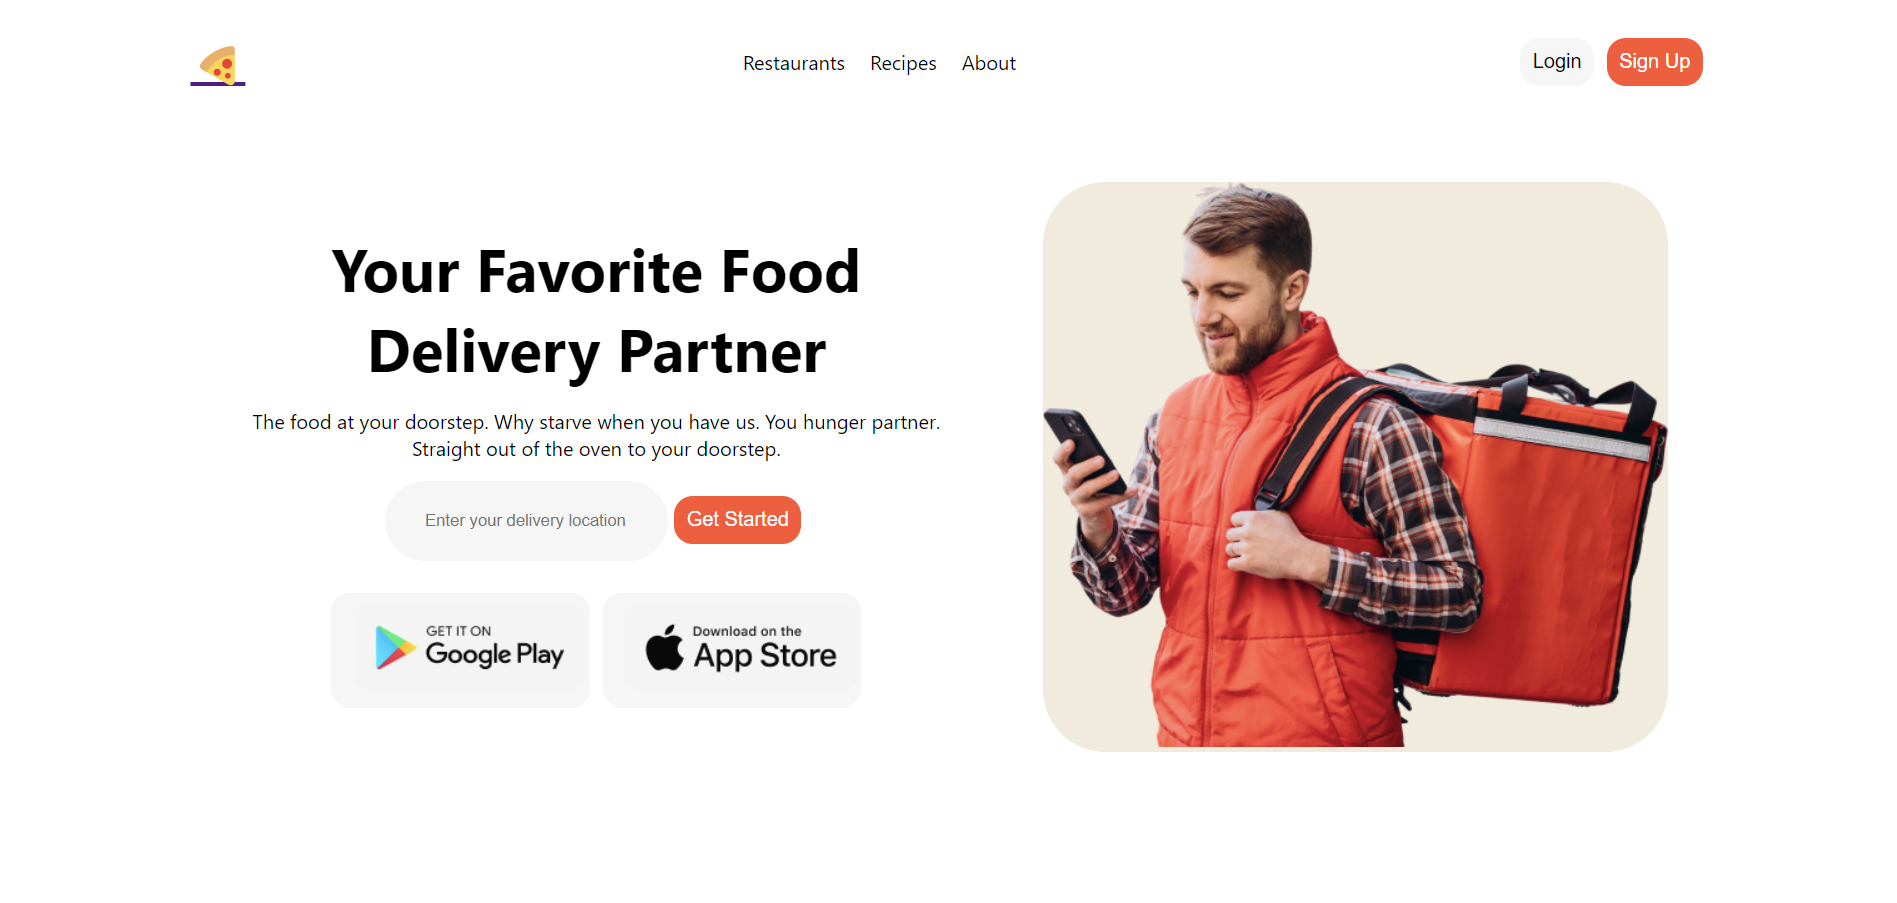 Restaurants Recipes About
Login Sign Up
Your Favorite Food
Delivery Partner
The food at your doorstep. Why starve when you have us. You hunger partner.
Straight out of the oven to your doorstep.
Enter your delivery location Get Started
GET IT ON
Google Play
Download on the
App Store